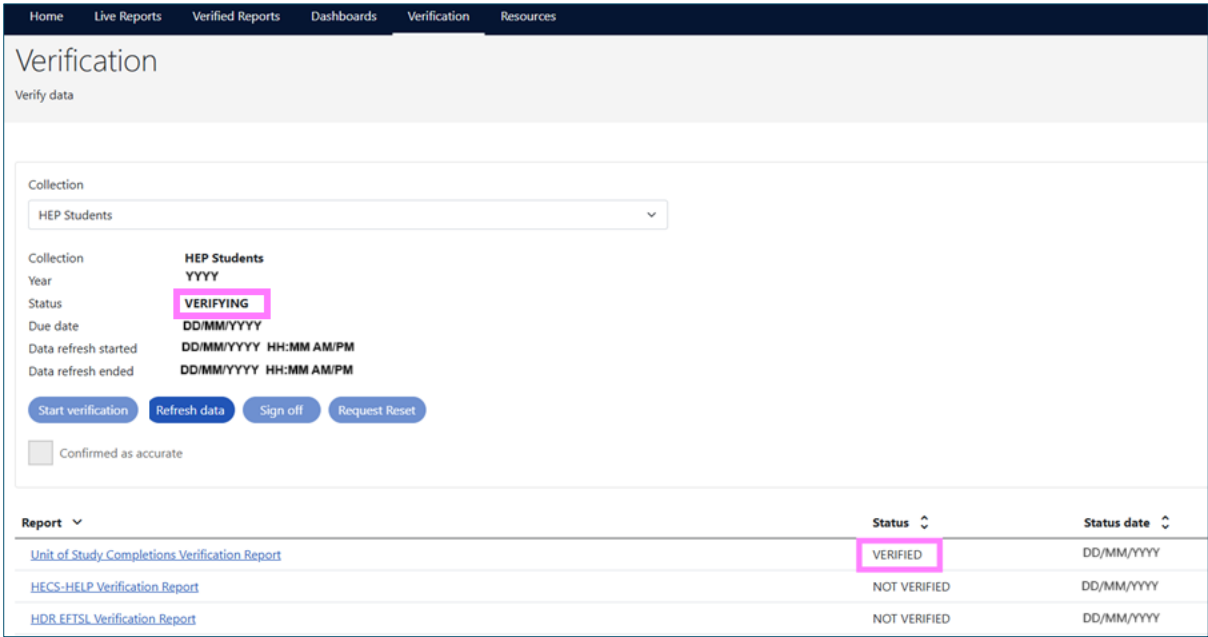 Home Live Reports Verified Reports Dashboards Verification Resources
Verification
Verify data
Collection
HEP Students
Collection HEP Students
Year YYYY
Status VERIFYING
Due date DD/MM/YYYY
Data refresh started DD/MM/YYYY HH:MM AM/PM
Data refresh ended DD/MM/YYYY HH:MM AM/PM
Start verification Refresh data Sign off Request Reset
Confirmed as accurate
Report Status Status date
Unit of Study Completions Verification Report VERIFIED DD/MM/YYYY
HECS-HELP Verification Report NOT VERIFIED DD/MM/YYYY
HDR EFTSL Verification Report NOT VERIFIED DD/MM/YYYY